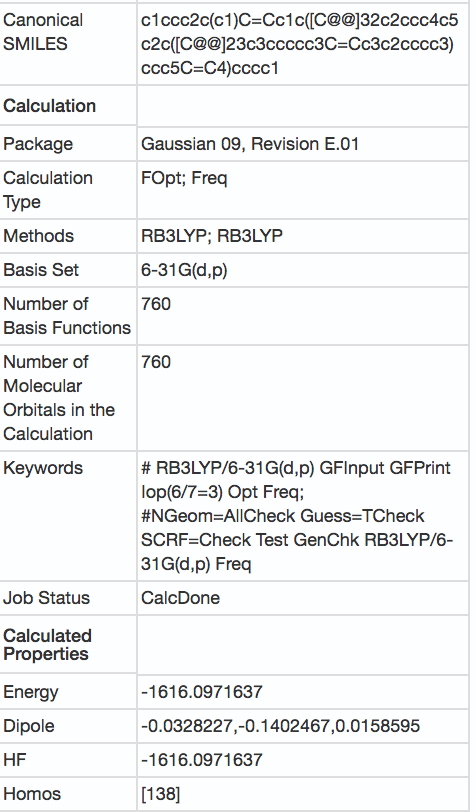 Canonical
SMILES
c1ccc2c(c1)C=Cc1c([C@@]32c2ccc4c5
c2c([C@@]23c3ccccc3C=Cc3c2cccc3)
ccc5C=C4)cccc1
Calculation
Package
Gaussian 09, Revision E.01
Calculation
Type
FOpt; Freq
Methods
RB3LYP; RB3LYP
Basis Set
6-31G(d,p)
Number of
Basis Functions
760
Number of
Molecular
Orbitals in the
Calculation
760
Keywords
# RB3LYP/6-31G(d,p) GFInput GFPrint
Iop(6/7=3) Opt Freq;
#NGeom=AllCheck Guess=TCheck
SCRF=Check Test GenChk RB3LYP/6-
31G(d,p) Freq
Job Status
CalcDone
Calculated
Properties
Energy
-1616.0971637
Dipole
-0.0328227,-0.1402467,0.0158595
HF
-1616.0971637
Homos
[138]